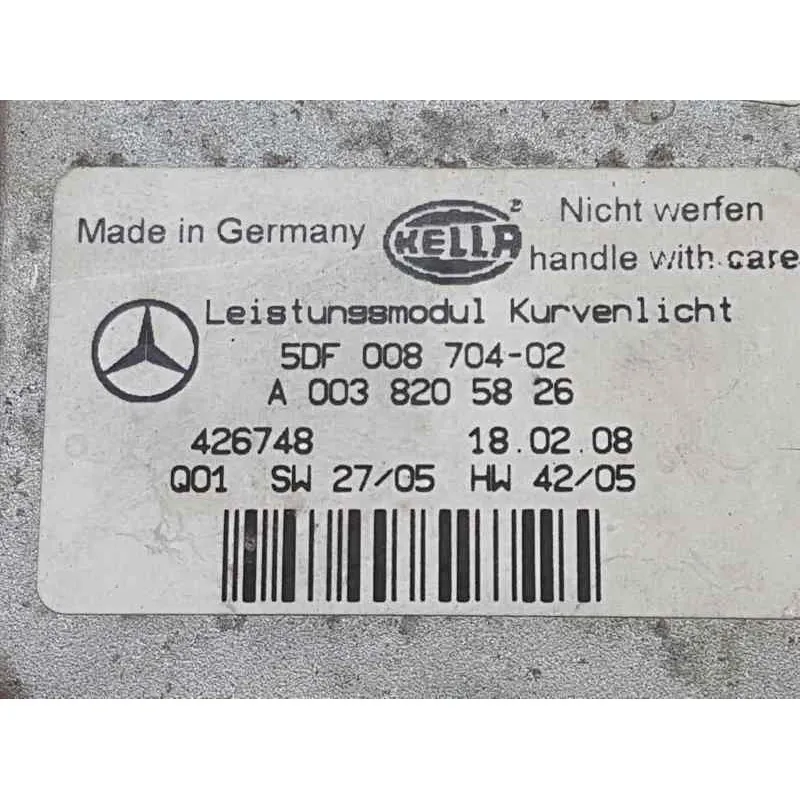 Made in Germany
HELLA
Nicht werfen
handle with care
Leistungsmodul Kurvenlicht
5DF 008 704-02
A 003 820 58 26
426748 18.02.08
Q01 SW 27/05 HW 42/05